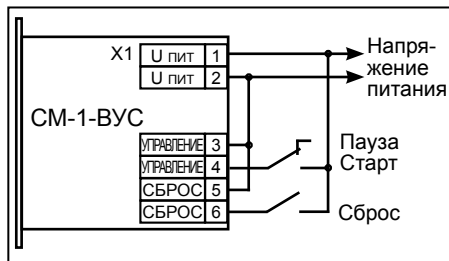 X1 U пит 1
U пит 2
Напря-
жение
питания
СМ-1-ВУС
УПРАВЛЕНИЕ 3
УПРАВЛЕНИЕ 4
СБРОС 5
СБРОС 6
Пауза
Старт
Сброс